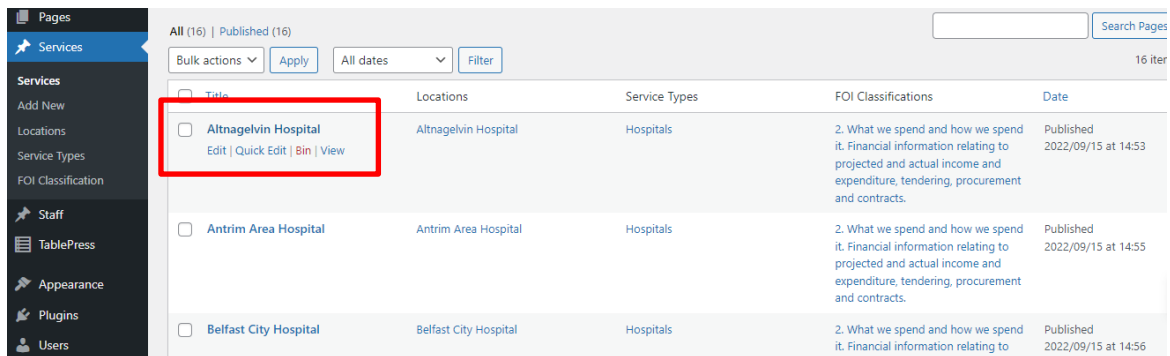 Pages
Services
Services
Add New
Locations
Service Types
FOI Classification
Staff
TablePress
Appearance
Plugins
Users
All (16) | Published (16)
Search Pages
Bulk actions Apply All dates Filter
16
Title Locations Service Types FOI Classifications Date
Altnagelvin Hospital Altnagelvin Hospital Hospitals 2. What we spend and how we spend Published
Edit | Quick Edit | Bin | View it. Financial information relating to 2022/09/15 at 14:53
projected and actual income and
expenditure, tendering, procurement
and contracts.
Antrim Area Hospital Antrim Area Hospital Hospitals 2. What we spend and how we spend Published
it. Financial information relating to 2022/09/15 at 14:55
projected and actual income and
expenditure, tendering, procurement
and contracts.
Belfast City Hospital Belfast City Hospital Hospitals 2. What we spend and how we spend Published
it. Financial information relating to 2022/09/15 at 14:56